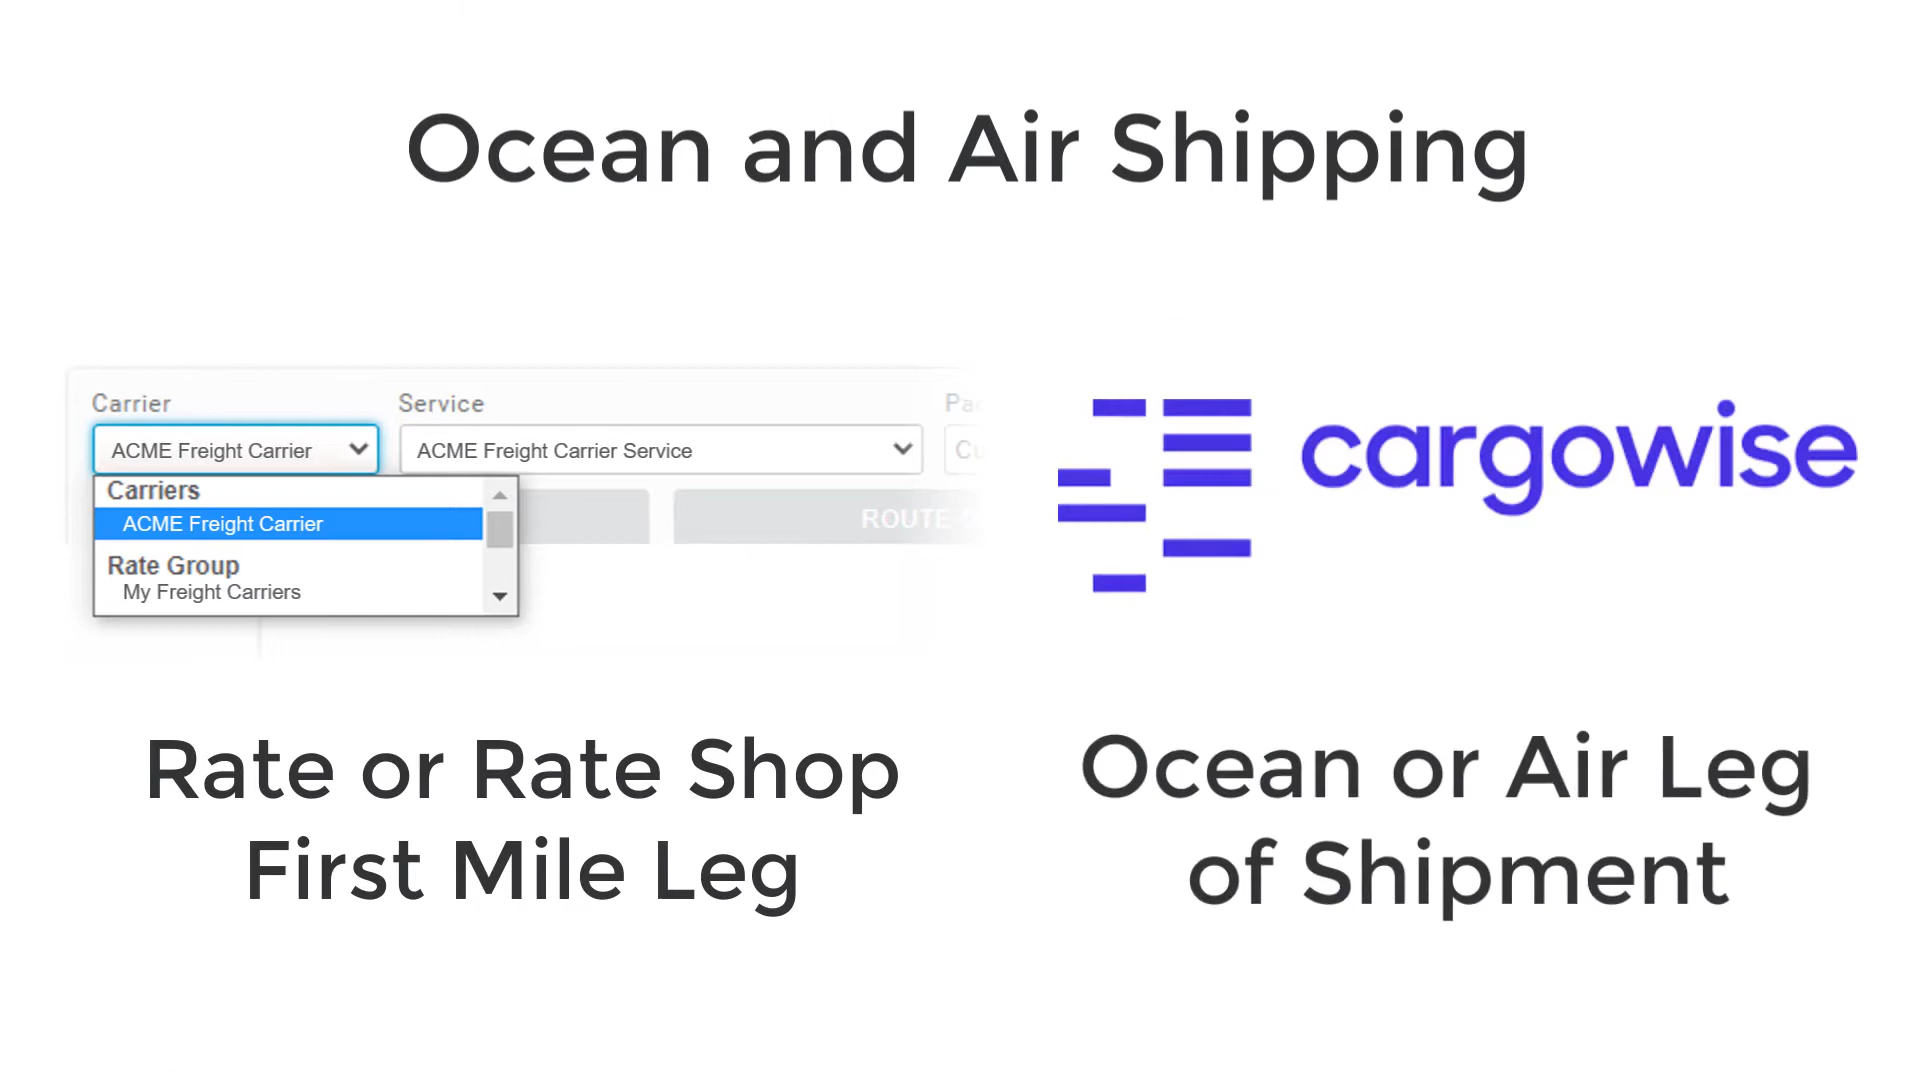 Ocean and Air Shipping
Carrier
Service
ACME Freight Carrier
ACME Freight Carrier Service
Carriers
ACME Freight Carrier
ROUTE
Rate Group
My Freight Carriers
cargowise
Rate or Rate Shop
First Mile Leg
Ocean or Air Leg
of Shipment